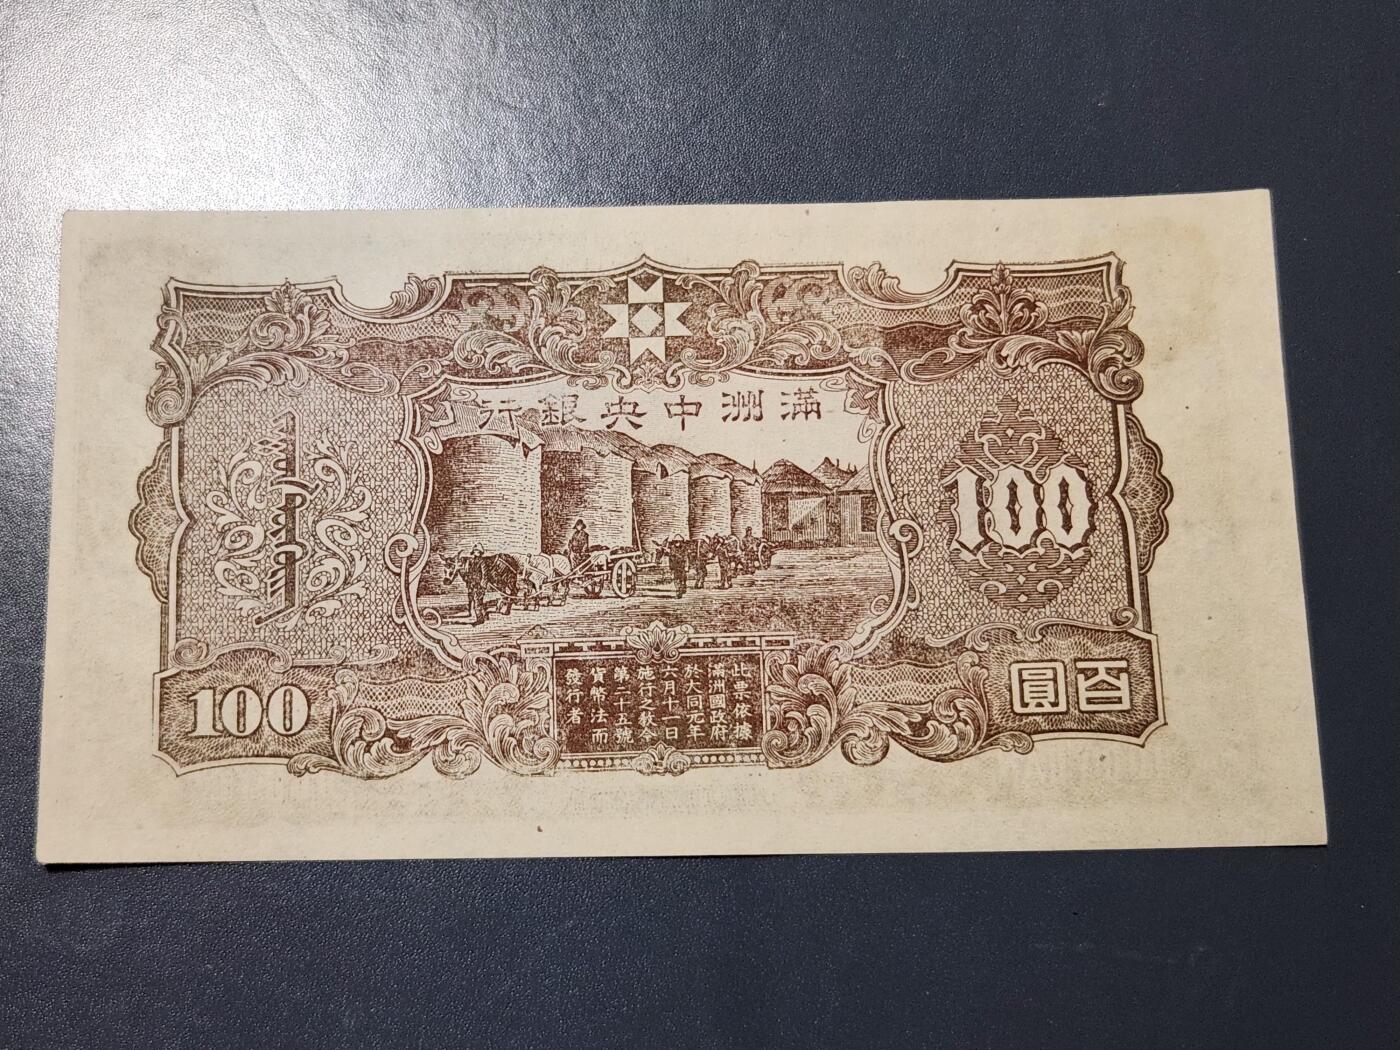 滿洲中央銀行
100
百圓
此票依據
滿洲國政府
於大同元年
六月十一日
施行之敎令
第二十五號
貨幣法而
發行者
100